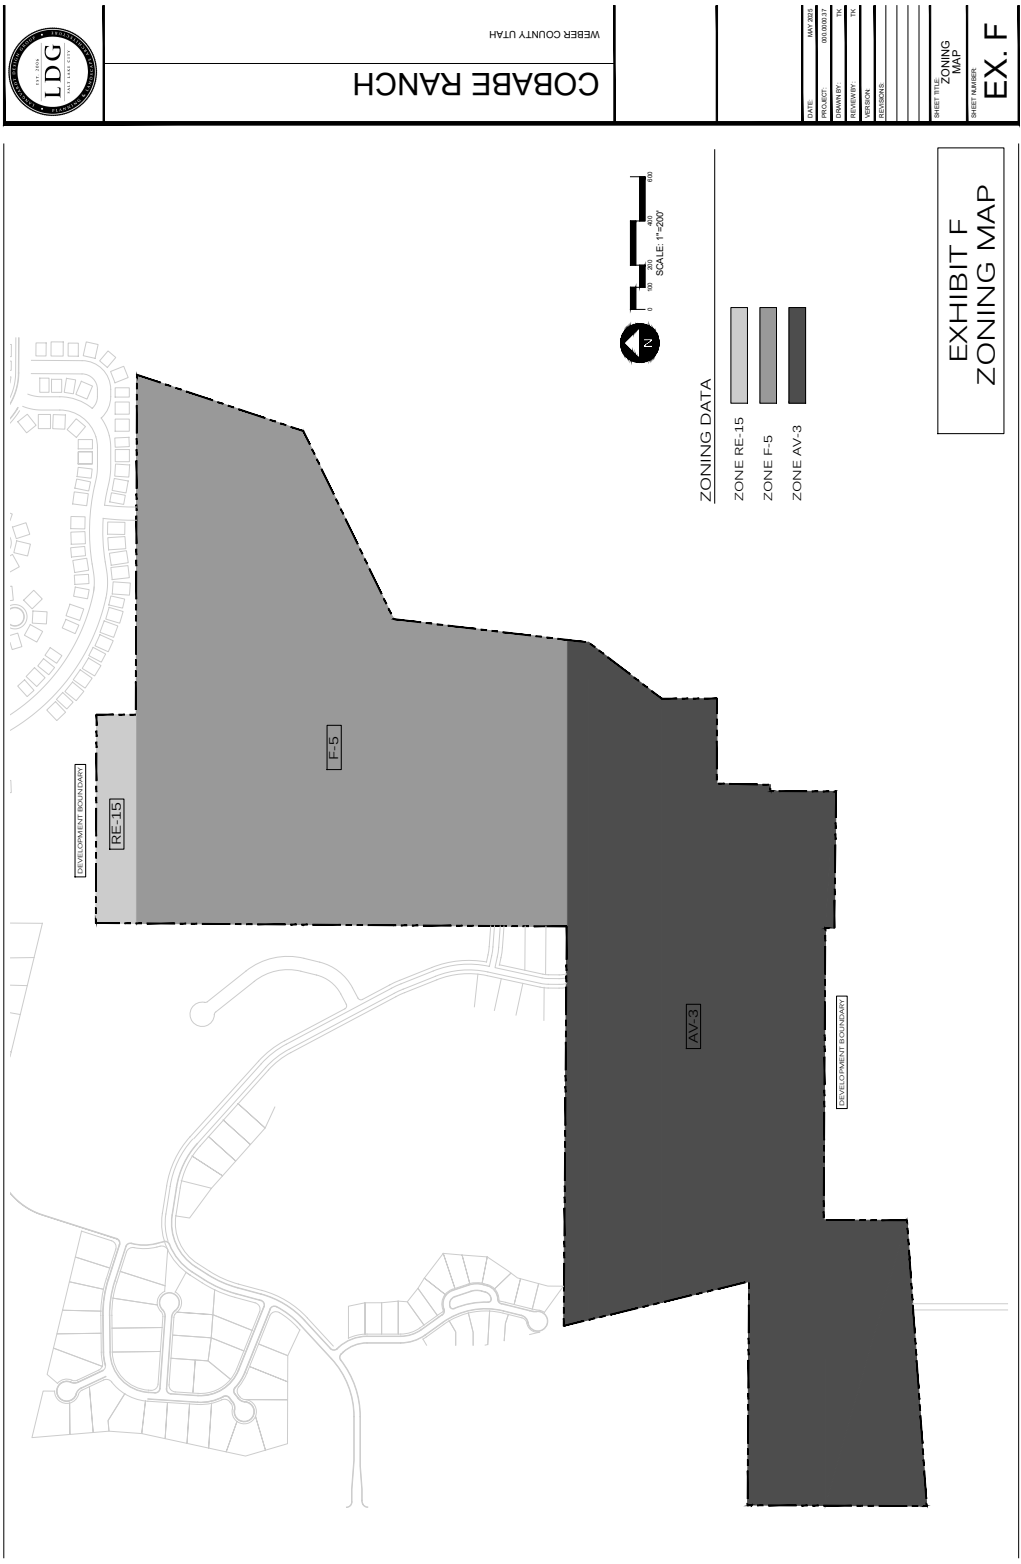 EST. 2006
LDG
SALT LAKE CITY
WEBER COUNTY UTAH
COBABE RANCH
DATE: MAY 2025
PROJECT: 000.0000.37
DRAWN BY: TK
REVIEW BY: TK
VERSION:
REVISIONS:
SHEET TITLE:
ZONING
MAP
SHEET NUMBER:
EX. F
EXHIBIT F
ZONING MAP
0 100 200 400 600
SCALE: 1"=200'
N
ZONING DATA
ZONE RE-15
ZONE F-5
ZONE AV-3
DEVELOPMENT BOUNDARY
RE-15
F-5
AV-3
DEVELOPMENT BOUNDARY